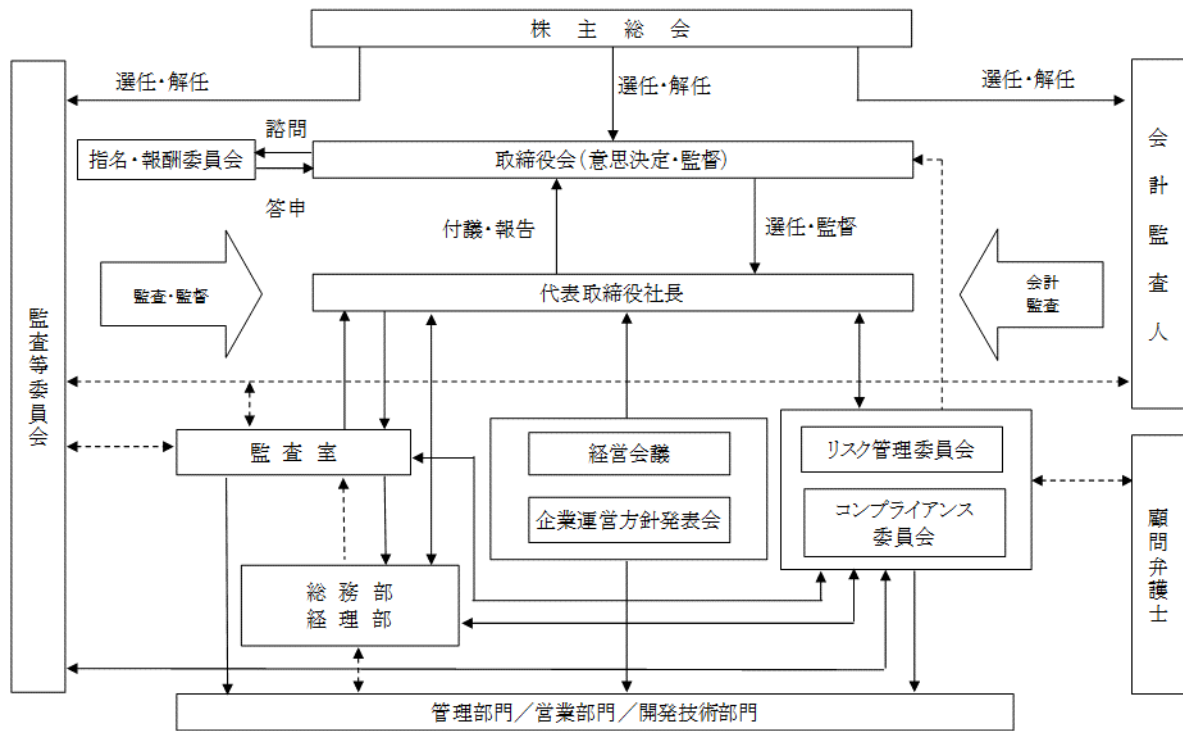 株主総会
選任・解任
選任・解任
選任・解任
諮問
指名・報酬委員会
取締役会(意思決定・監督)
答申
付議・報告
選任・監督
監査・監督
代表取締役社長
会計
監査
監査等委員会
会計監査人
監査室
経営会議
リスク管理委員会
企業運営方針発表会
コンプライアンス
委員会
顧問弁護士
総務部
経理部
管理部門/営業部門/開発技術部門